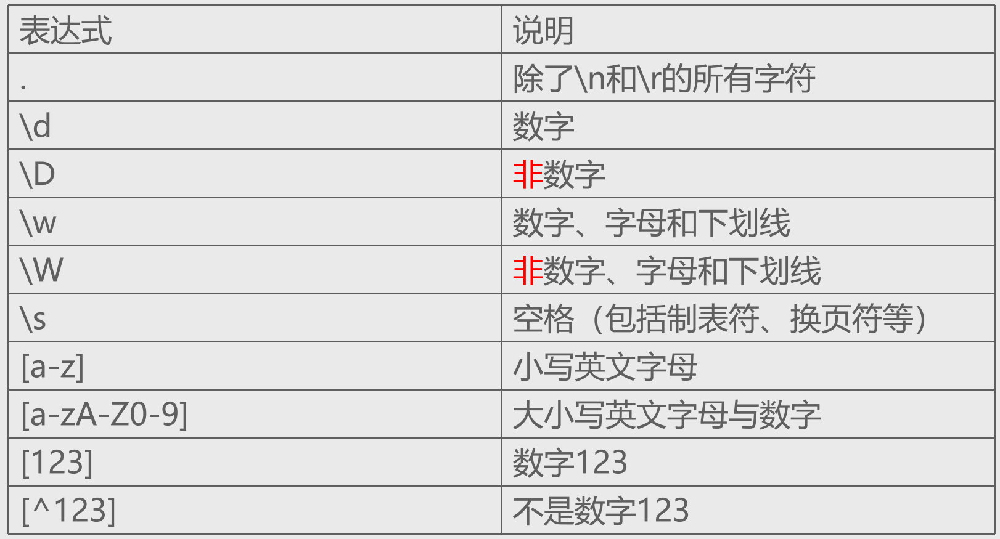 表达式 说明
. 除了\n和\r的所有字符
\d 数字
\D 非数字
\w 数字、字母和下划线
\W 非数字、字母和下划线
\s 空格（包括制表符、换页符等）
[a-z] 小写英文字母
[a-zA-Z0-9] 大小写英文字母与数字
[123] 数字123
[^123] 不是数字123